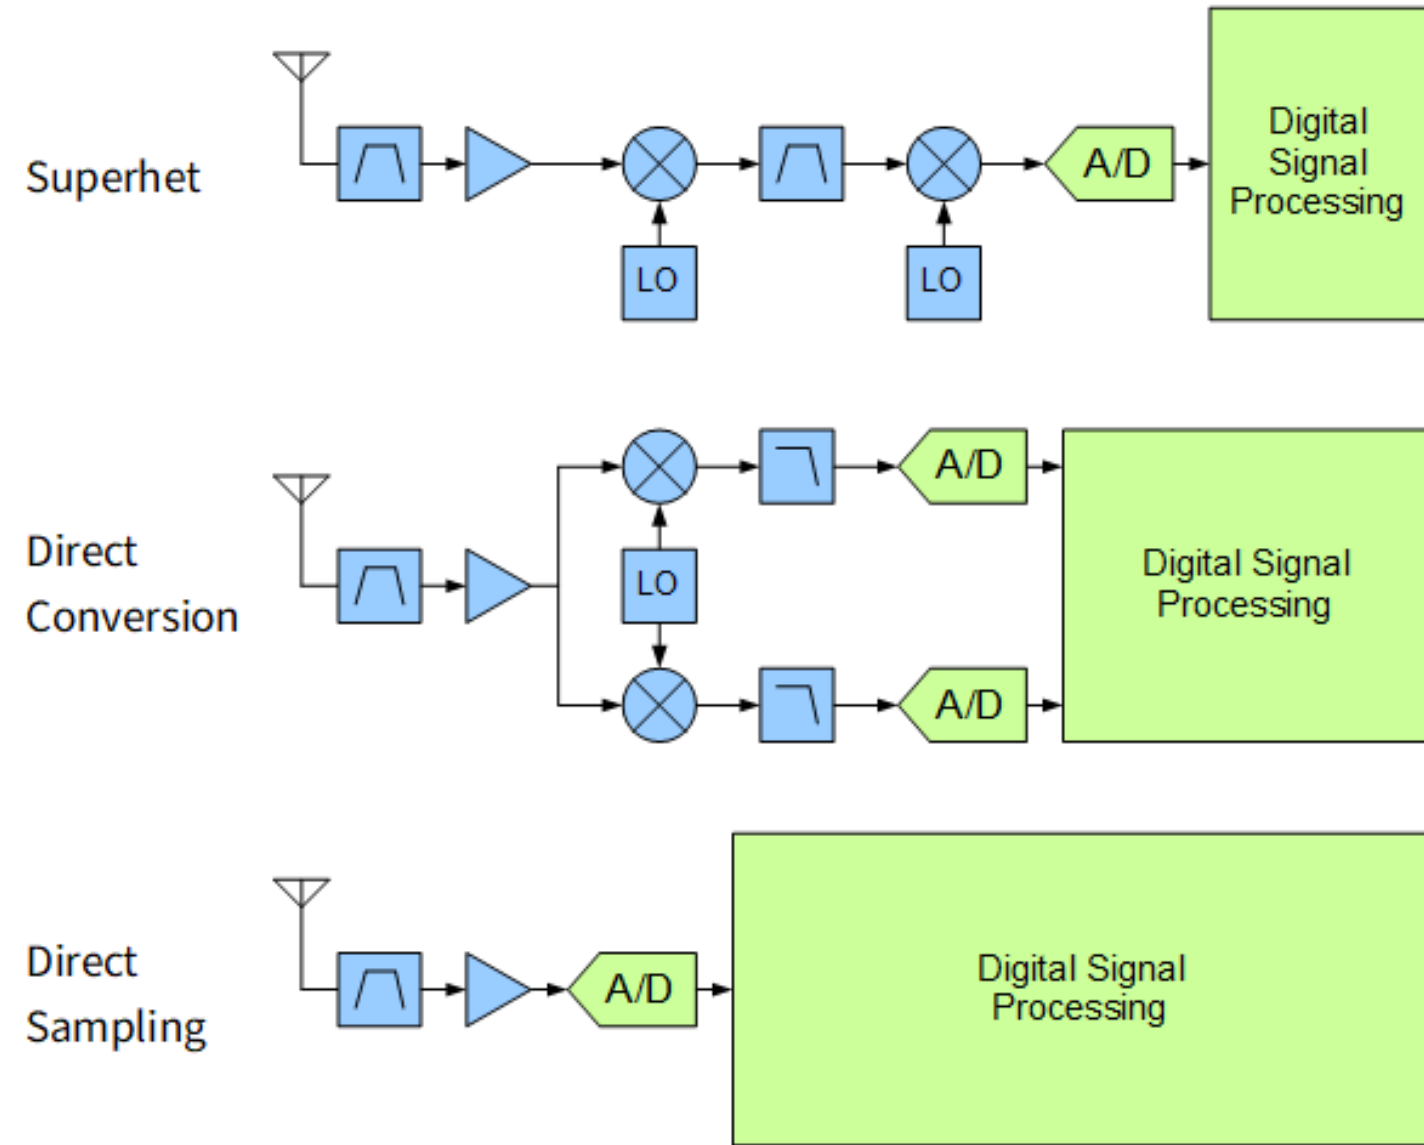 Superhet
A/D
Digital
Signal
Processing
LO
LO
Direct
Conversion
A/D
LO
Digital Signal
Processing
A/D
Direct
Sampling
A/D
Digital Signal
Processing